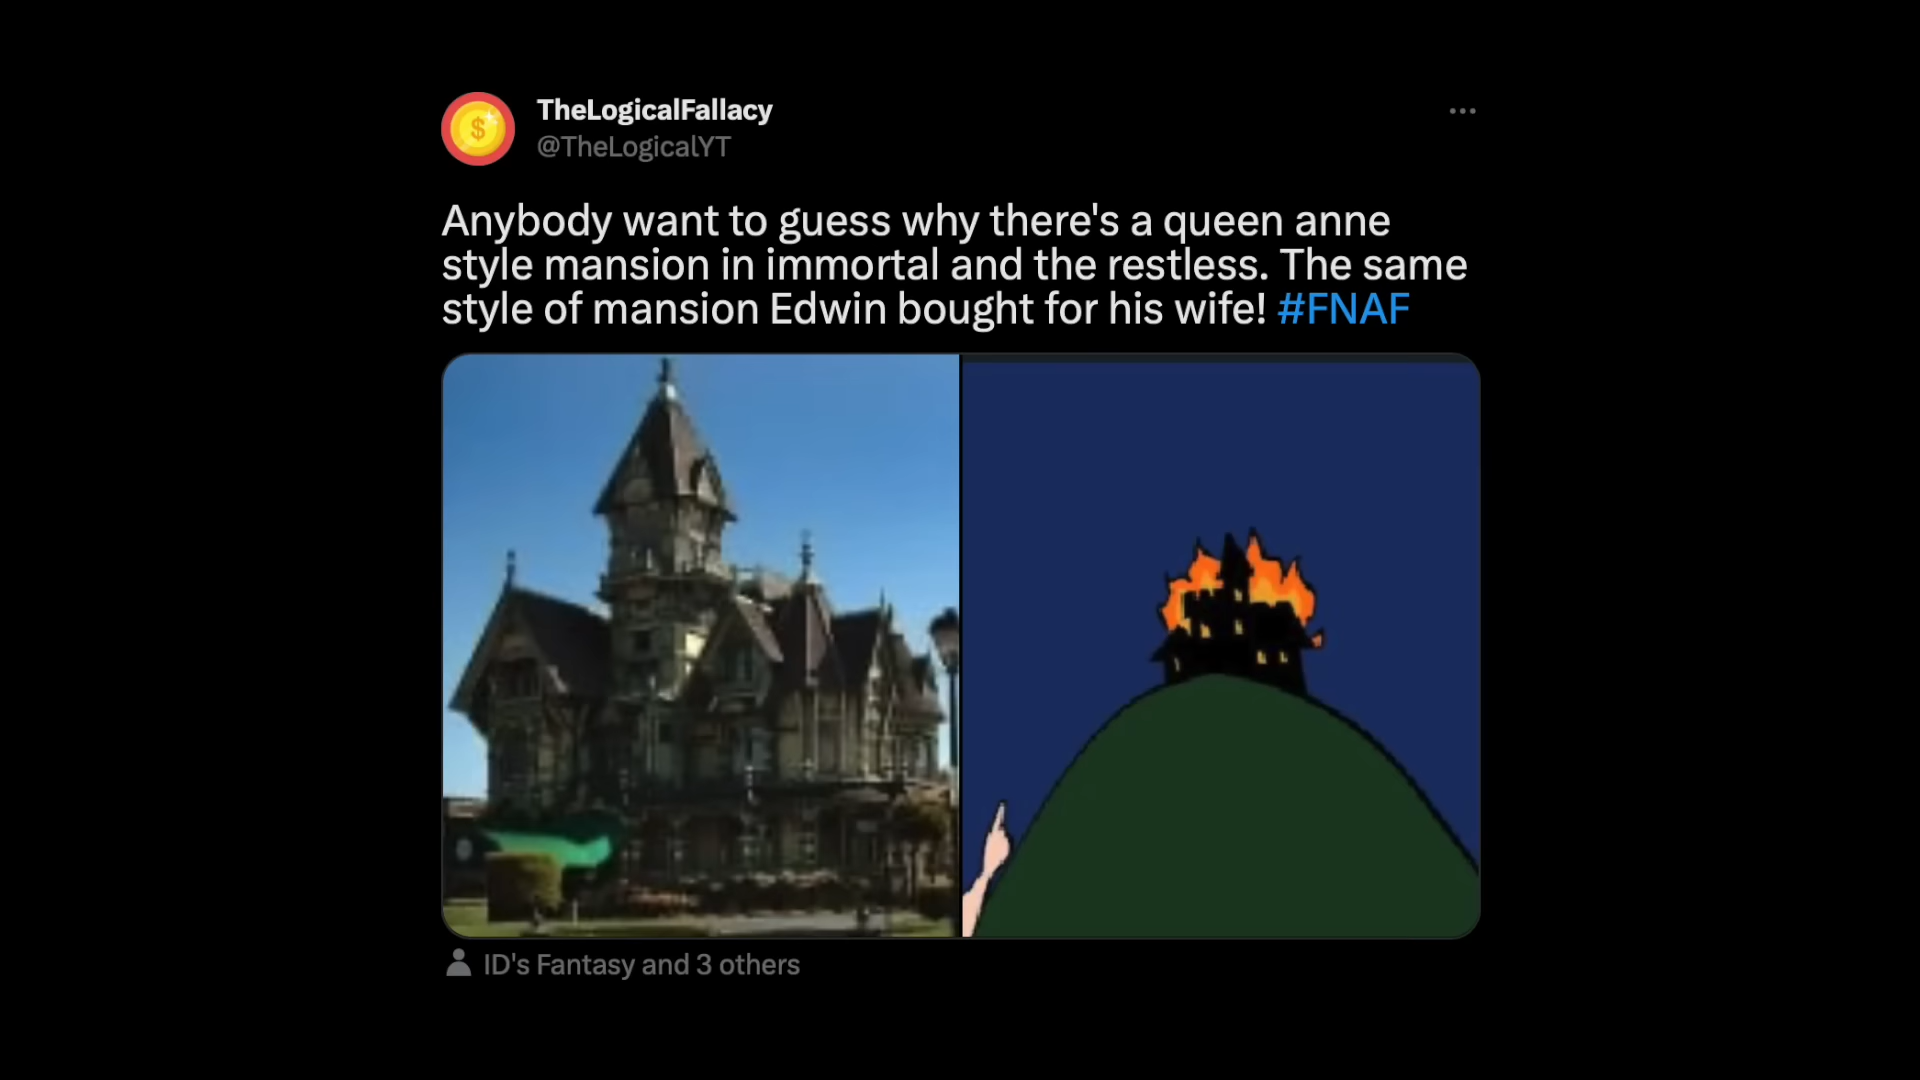 TheLogicalFallacy
@TheLogicalYT
Anybody want to guess why there's a queen anne
style mansion in immortal and the restless. The same
style of mansion Edwin bought for his wife! #FNAF
$
ID's Fantasy and 3 others